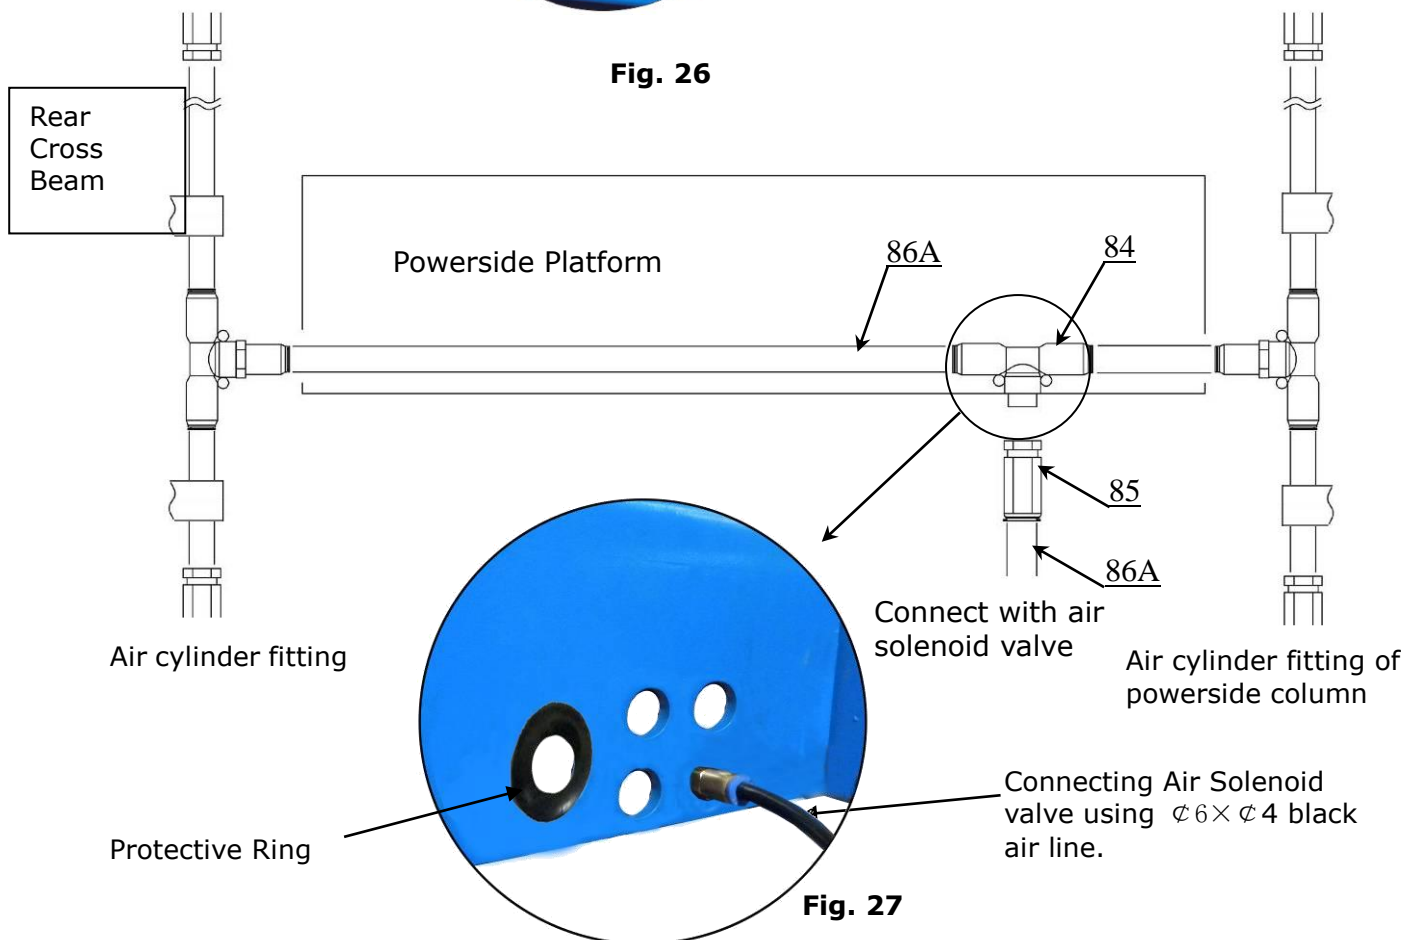 Fig. 26
Rear
Cross
Beam
Powerside Platform
86A
84
85
86A
Connect with air
solenoid valve
Air cylinder fitting
Air cylinder fitting of
powerside column
Connecting Air Solenoid
valve using ₵6×₵4 black
air line.
Protective Ring
Fig. 27